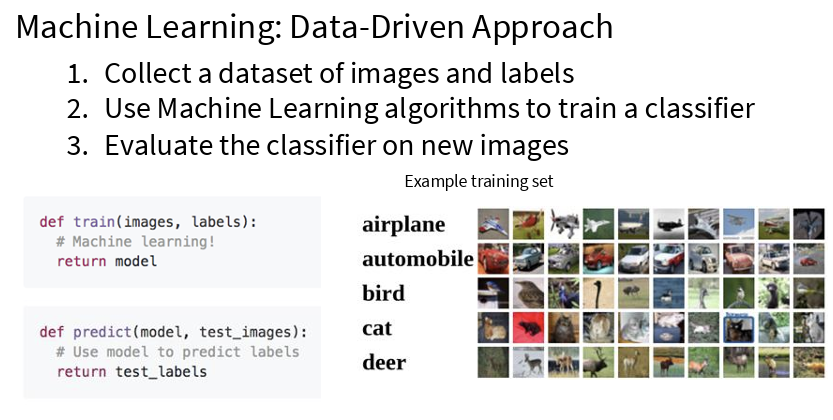 Machine Learning: Data-Driven Approach
1. Collect a dataset of images and labels
2. Use Machine Learning algorithms to train a classifier
3. Evaluate the classifier on new images
Example training set
def train(images, labels):
# Machine learning!
return model
def predict(model, test_images):
# Use model to predict labels
return test_labels
airplane
automobile
bird
cat
deer